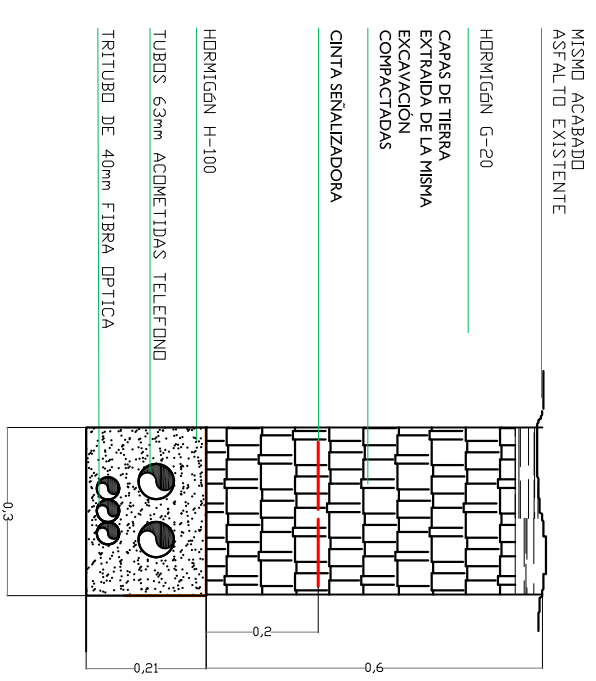 MISMO ACABADO
ASFALTO EXISTENTE
HORMIGóN G-20
CAPAS DE TIERRA
EXTRAIDA DE LA MISMA
EXCAVACIÓN
COMPACTADAS
CINTA SEÑALIZADORA
HORMIGóN H-100
TUBOS 63mm ACOMETIDAS TELEFONO
TRITUBO DE 40mm FIBRA OPTICA
0,3
0,2
0,21
0,6